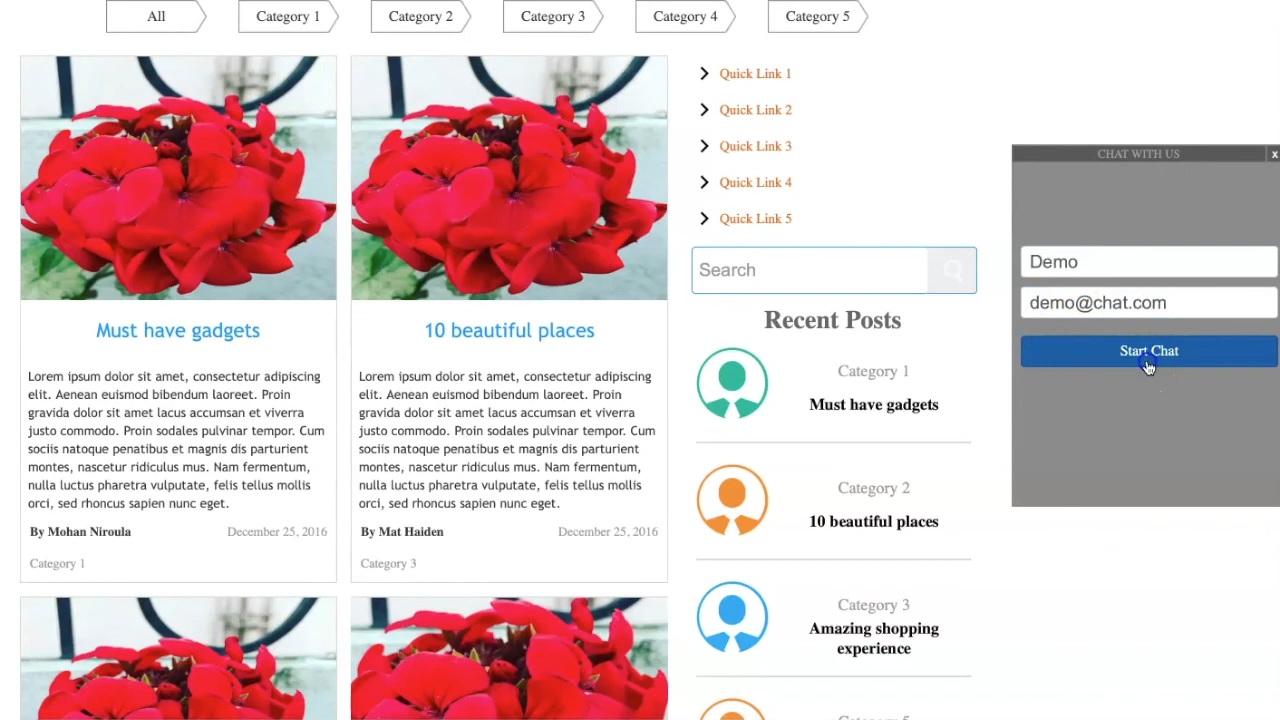 All
Category 1
Category 2
Category 3
Category 4
Category 5
Must have gadgets
Lorem ipsum dolor sit amet, consectetur adipiscing
elit. Aenean euismod bibendum laoreet. Proin
gravida dolor sit amet lacus accumsan et viverra
justo commodo. Proin sodales pulvinar tempor. Cum
sociis natoque penatibus et magnis dis parturient
montes, nascetur ridiculus mus. Nam fermentum,
nulla luctus pharetra vulputate, felis tellus mollis
orci, sed rhoncus sapien nunc eget.
By Mohan Niroula
December 25, 2016
Category 1
10 beautiful places
Lorem ipsum dolor sit amet, consectetur adipiscing
elit. Aenean euismod bibendum laoreet. Proin
gravida dolor sit amet lacus accumsan et viverra
justo commodo. Proin sodales pulvinar tempor. Cum
sociis natoque penatibus et magnis dis parturient
montes, nascetur ridiculus mus. Nam fermentum,
nulla luctus pharetra vulputate, felis tellus mollis
orci, sed rhoncus sapien nunc eget.
By Mat Haiden
December 25, 2016
Category 3
Quick Link 1
Quick Link 2
Quick Link 3
Quick Link 4
Quick Link 5
Search
Recent Posts
Category 1
Must have gadgets
Category 2
10 beautiful places
Category 3
Amazing shopping
experience
CHAT WITH US
x
Demo
demo@chat.com
Start Chat